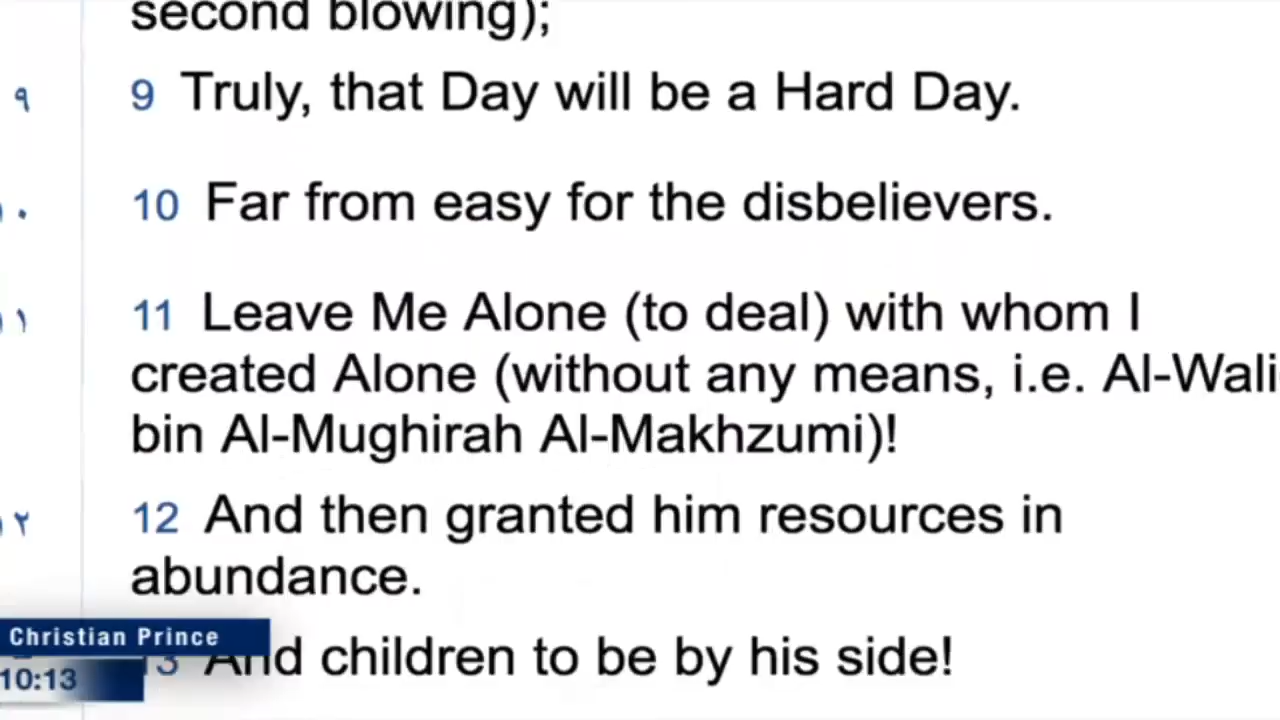 second blowing);
٩ 9 Truly, that Day will be a Hard Day.
10 Far from easy for the disbelievers.
11 Leave Me Alone (to deal) with whom I
created Alone (without any means, i.e. Al-Wali
bin Al-Mughirah Al-Makhzumi)!
12 And then granted him resources in
abundance.
13 And children to be by his side!
Christian Prince
10:13